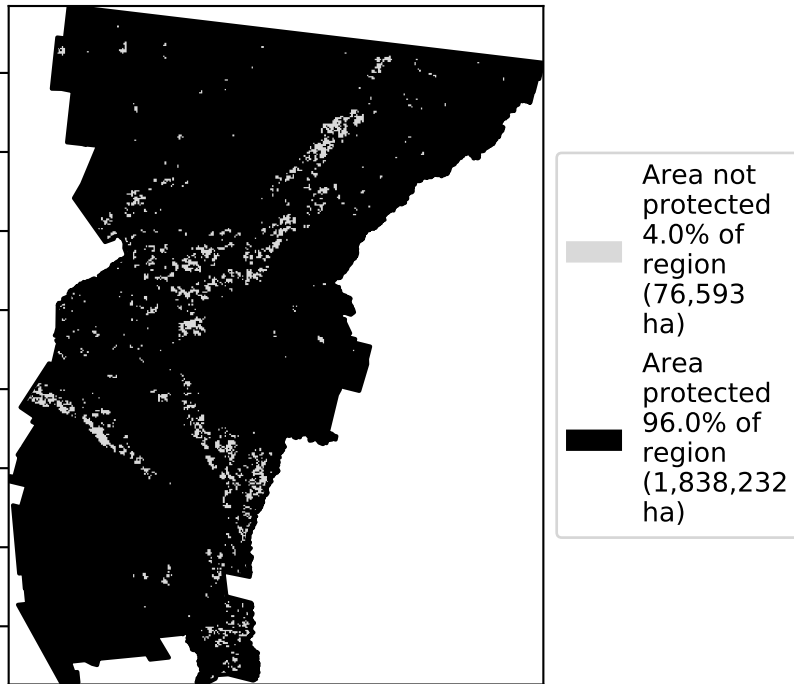 Area not
protected
4.0% of
region
(76,593
ha)
Area
protected
96.0% of
region
(1,838,232
ha)